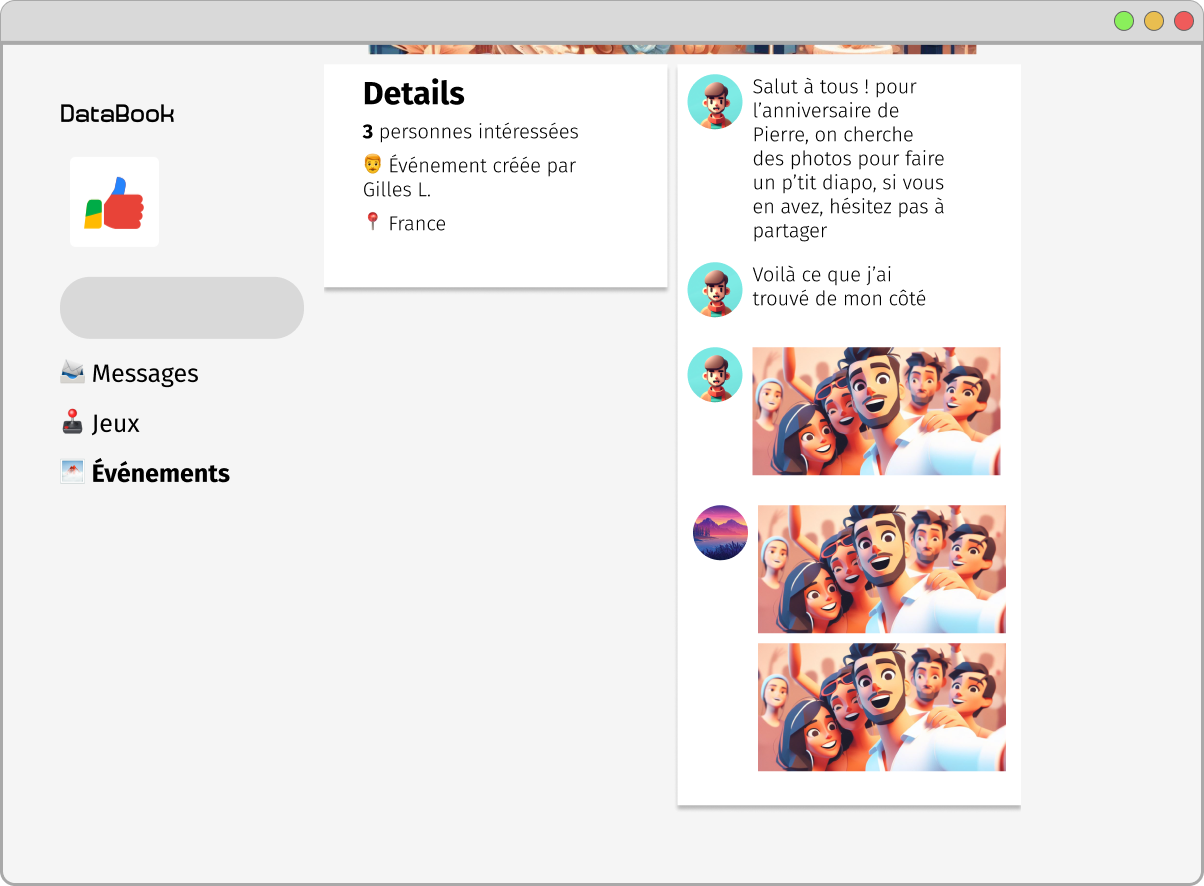 DataBook
Messages
Jeux
Événements
Details
3 personnes intéressées
Événement créée par
Gilles L.
France
Salut à tous ! pour
l’anniversaire de
Pierre, on cherche
des photos pour faire
un p’tit diapo, si vous
en avez, hésitez pas à
partager
Voilà ce que j’ai
trouvé de mon côté